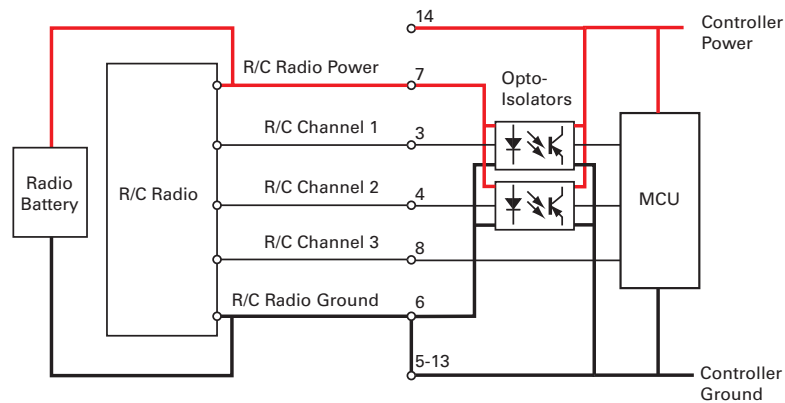 14
Controller
Power
R/C Radio Power
7
Opto-
Isolators
R/C Channel 1
3
Radio
Battery
R/C Radio
R/C Channel 2
4
MCU
R/C Channel 3
8
R/C Radio Ground
6
5-13
Controller
Ground